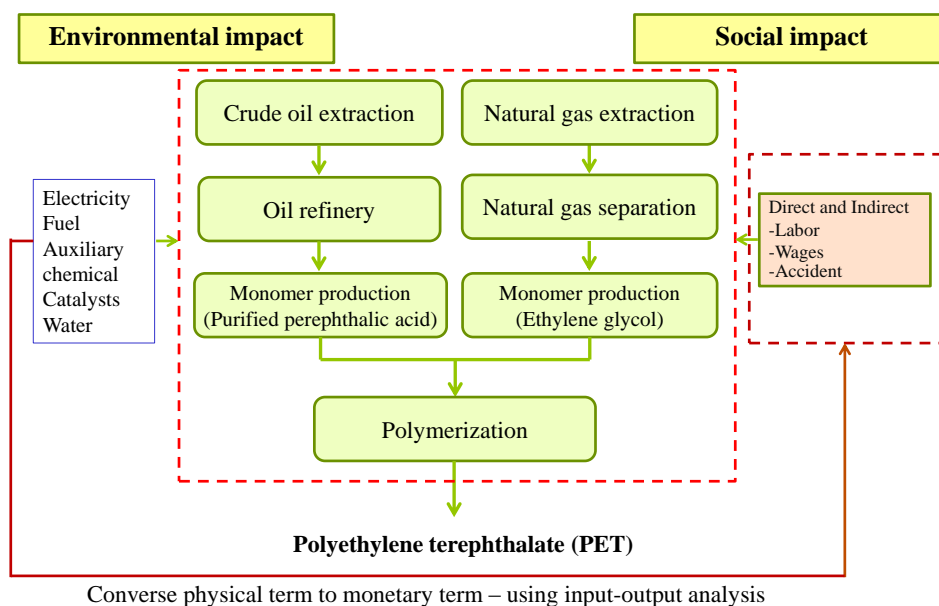 Environmental impact
Social impact
Crude oil extraction
Natural gas extraction
Electricity
Fuel
Auxiliary
chemical
Catalysts
Water
Oil refinery
Natural gas separation
Direct and Indirect
-Labor
-Wages
-Accident
Monomer production
(Purified perephthalic acid)
Monomer production
(Ethylene glycol)
Polymerization
Polyethylene terephthalate (PET)
Converse physical term to monetary term – using input-output analysis